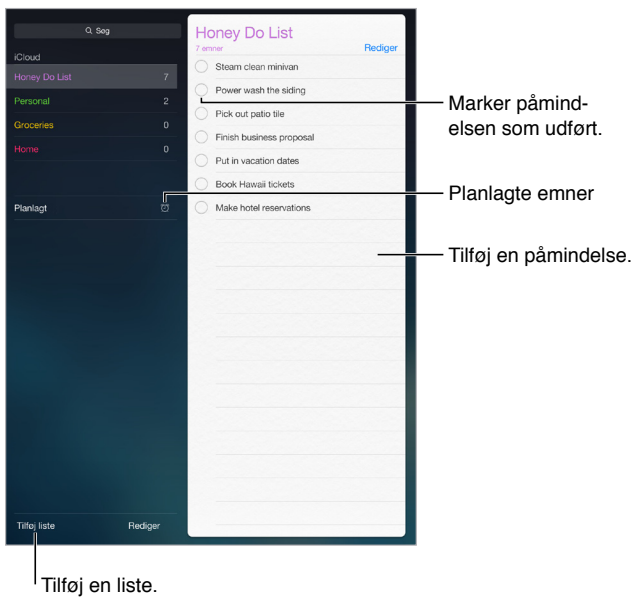 Søg
iCloud
Honey Do List 7
Personal 2
Groceries 0
Home 0
Planlagt
Tilføj liste Rediger
Honey Do List
7 emner Rediger
Steam clean minivan
Power wash the siding
Pick out patio tile
Finish business proposal
Put in vacation dates
Book Hawaii tickets
Make hotel reservations
Marker påmind-
elsen som udført.
Planlagte emner
Tilføj en påmindelse.
Tilføj en liste.